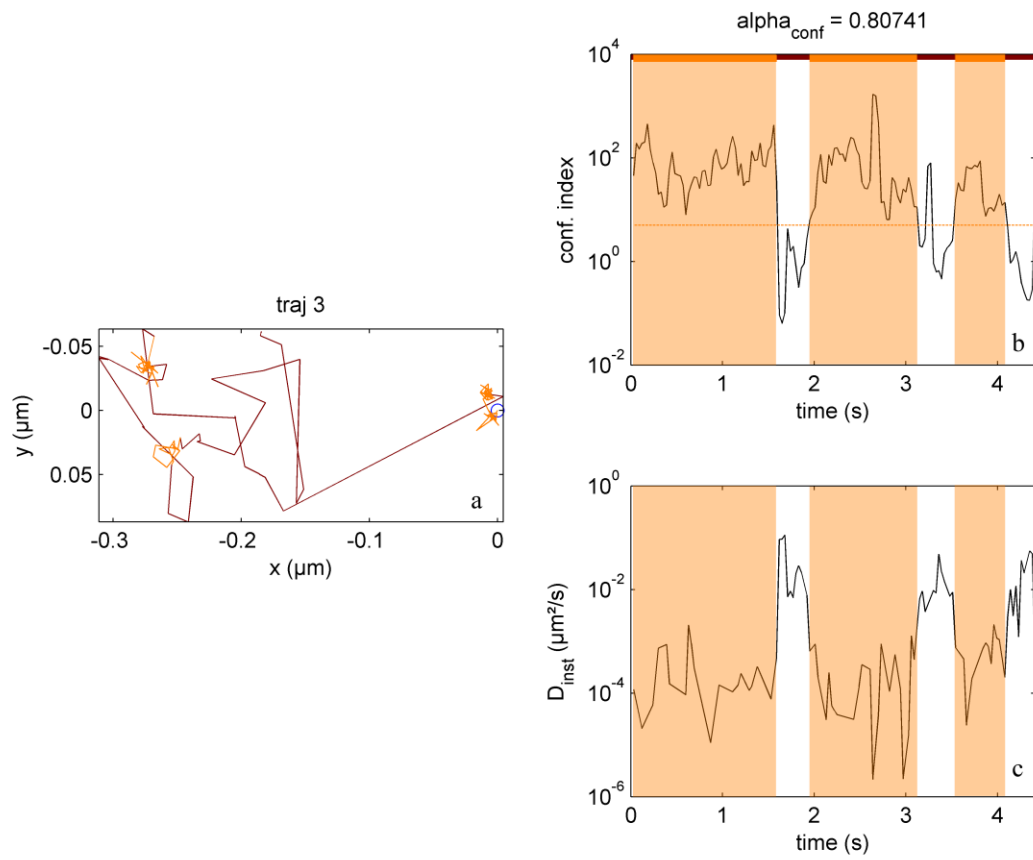 traj 3
-0.05
0
0.05
y (µm)
-0.3
-0.2
-0.1
0
x (µm)
a
alpha_conf = 0.80741
10^4
10^2
10^0
10^-2
conf. index
0
1
2
3
4
time (s)
b
10^0
10^-2
10^-4
10^-6
D_inst (µm²/s)
0
1
2
3
4
time (s)
c